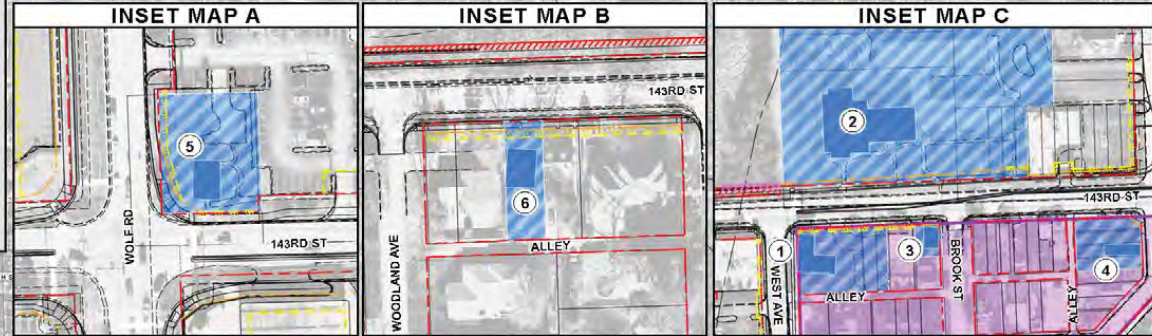 INSET MAP A
INSET MAP B
INSET MAP C
5
WOLF RD
143RD ST
143RD ST
6
ALLEY
WOODLAND AVE
2
143RD ST
1
WEST AVE
3
BROOK ST
4
ALLEY
ALLEY